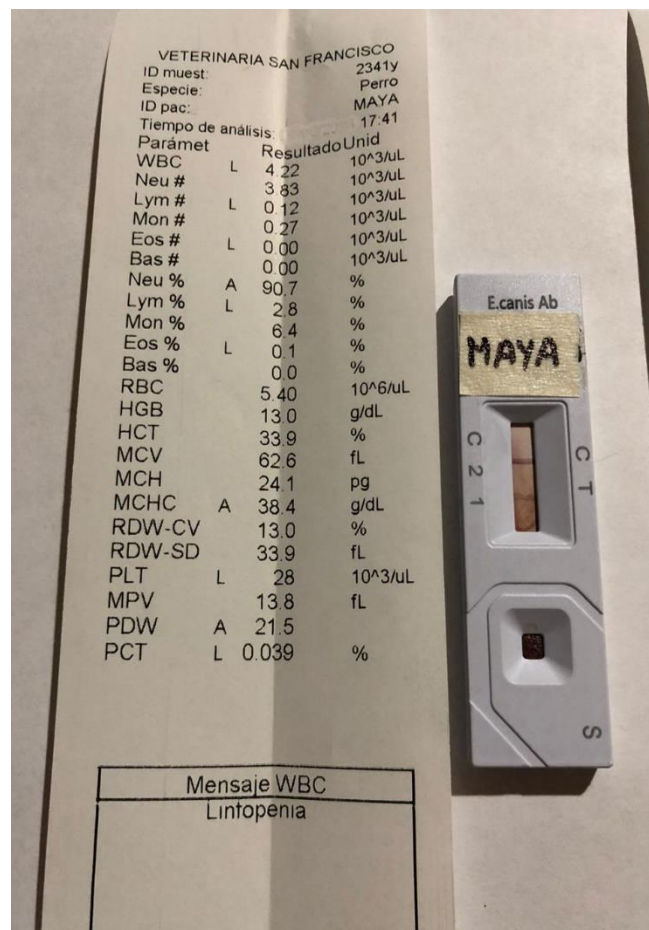 VETERINARIA SAN FRANCISCO
ID muest: 2341y
Especie: Perro
ID pac: MAYA
Tiempo de análisis: 17:41
Parámet Resultado Unid
WBC L 4.22 10^3/uL
Neu # 3.83 10^3/uL
Lym # L 0.12 10^3/uL
Mon # 0.27 10^3/uL
Eos # L 0.00 10^3/uL
Bas # 0.00 10^3/uL
Neu % A 90.7 %
Lym % L 2.8 %
Mon % 6.4 %
Eos % L 0.1 %
Bas % 0.0 %
RBC 5.40 10^6/uL
HGB 13.0 g/dL
HCT 33.9 %
MCV 62.6 fL
MCH 24.1 pg
MCHC A 38.4 g/dL
RDW-CV 13.0 %
RDW-SD 33.9 fL
PLT L 28 10^3/uL
MPV 13.8 fL
PDW A 21.5
PCT L 0.039 %
Mensaje WBC
Linfopenia
E.canis Ab
MAYA
C 2 1
C T
S